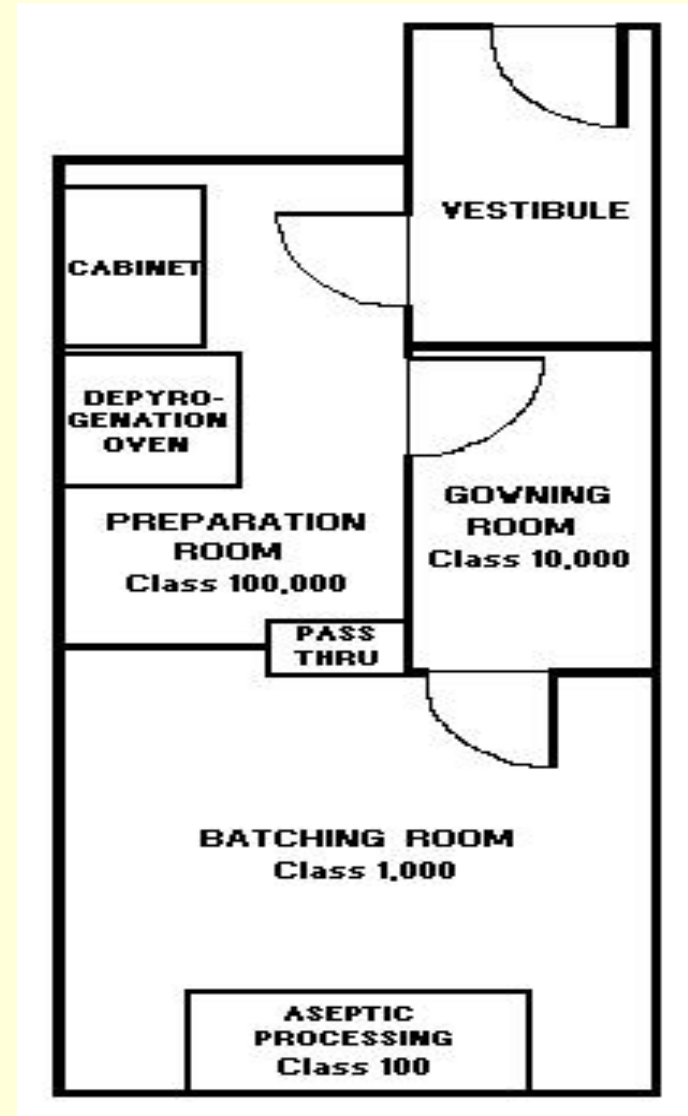 VESTIBULE
CABINET
DEPYRO-
GENATION
OVEN
PREPARATION
ROOM
Class 100,000
GOWNING
ROOM
Class 10,000
PASS
THRU
BATCHING ROOM
Class 1,000
ASEPTIC
PROCESSING
Class 100